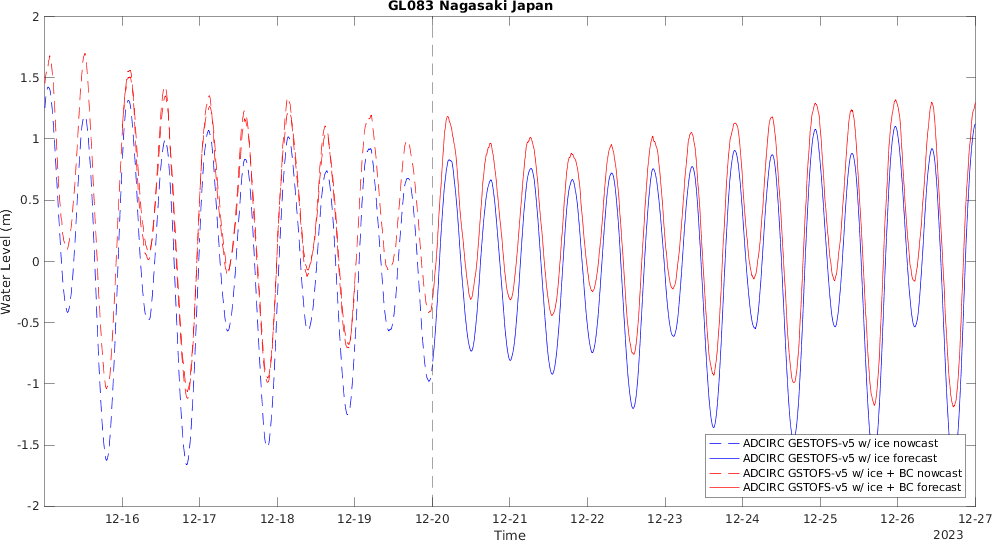 GL083 Nagasaki Japan
2
1.5
1
0.5
0
-0.5
-1
-1.5
-2
Water Level (m)
ADCIRC GESTOFS-v5 w/ ice nowcast
ADCIRC GESTOFS-v5 w/ ice forecast
ADCIRC GSTOFS-v5 w/ ice + BC nowcast
ADCIRC GSTOFS-v5 w/ ice + BC forecast
12-16 12-17 12-18 12-19 12-20 12-21 12-22 12-23 12-24 12-25 12-26 12-27
Time
2023